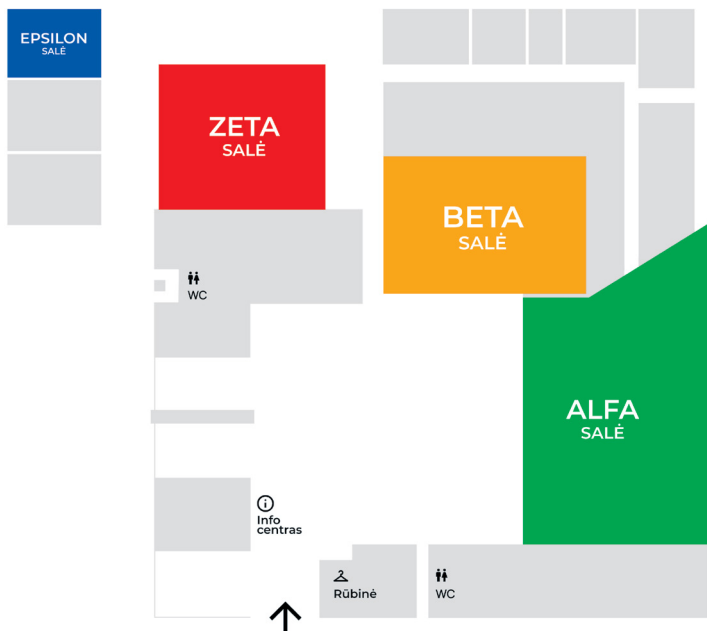 EPSILON
SALĖ
ZETA
SALĖ
BETA
SALĖ
WC
ALFA
SALĖ
Info
centras
Rūbinė
WC